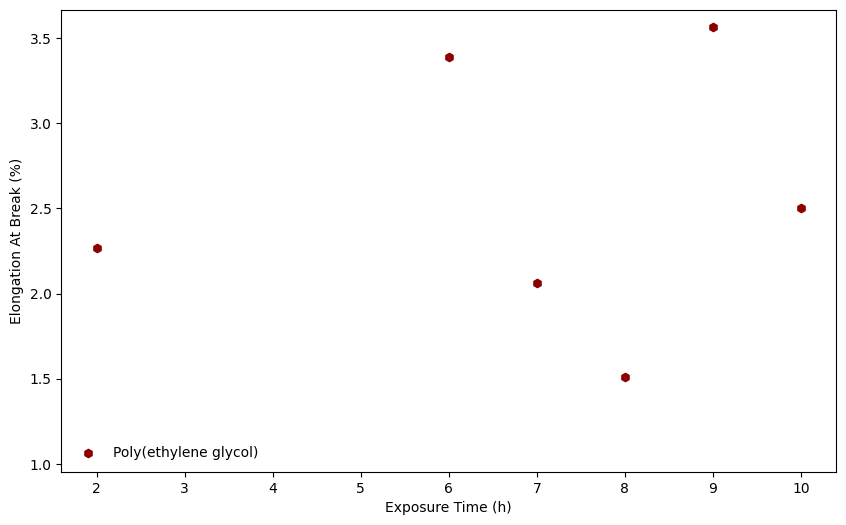 3.5
3.0
2.5
2.0
1.5
1.0
Elongation At Break (%)
Poly(ethylene glycol)
2 3 4 5 6 7 8 9 10
Exposure Time (h)